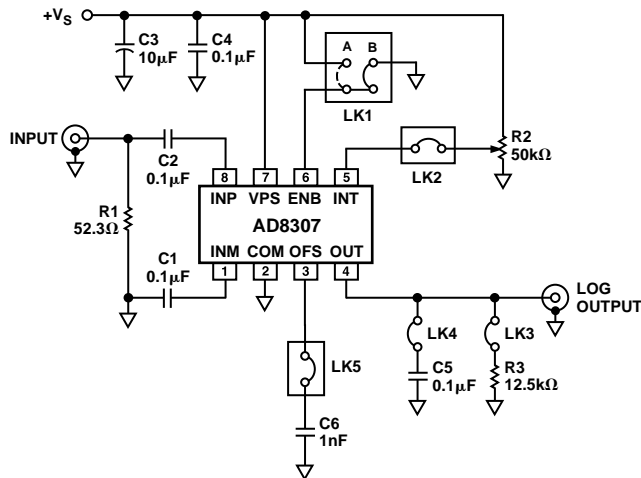 +VS
C3
10µF
C4
0.1µF
A B
LK1
INPUT
C2
0.1µF
R2
50kΩ
LK2
8 7 6 5
INP VPS ENB INT
R1
52.3Ω
AD8307
C1
0.1µF
INM COM OFS OUT
1 2 3 4
LOG
OUTPUT
LK4
LK3
LK5
C5
0.1µF
R3
12.5kΩ
C6
1nF